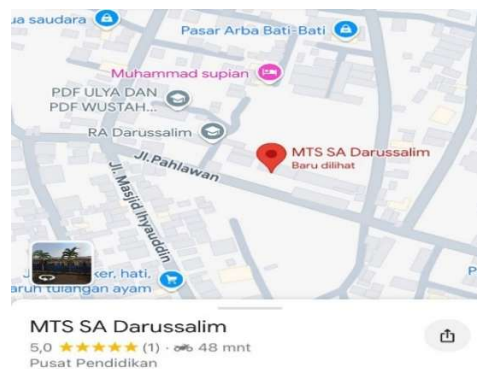 ua saudara
Pasar Arba Bati-Bati
Muhammad supian
PDF ULYA DAN
PDF WUSTAH...
RA Darussalim
MTS SA Darussalim
Baru dilihat
Jl.Pahlawan
Jl. Masjid Ihyauddin
ker, hati,
aruh tulangan ayam
P
MTS SA Darussalim
5,0 ★★★★★ (1) · 48 mnt
Pusat Pendidikan